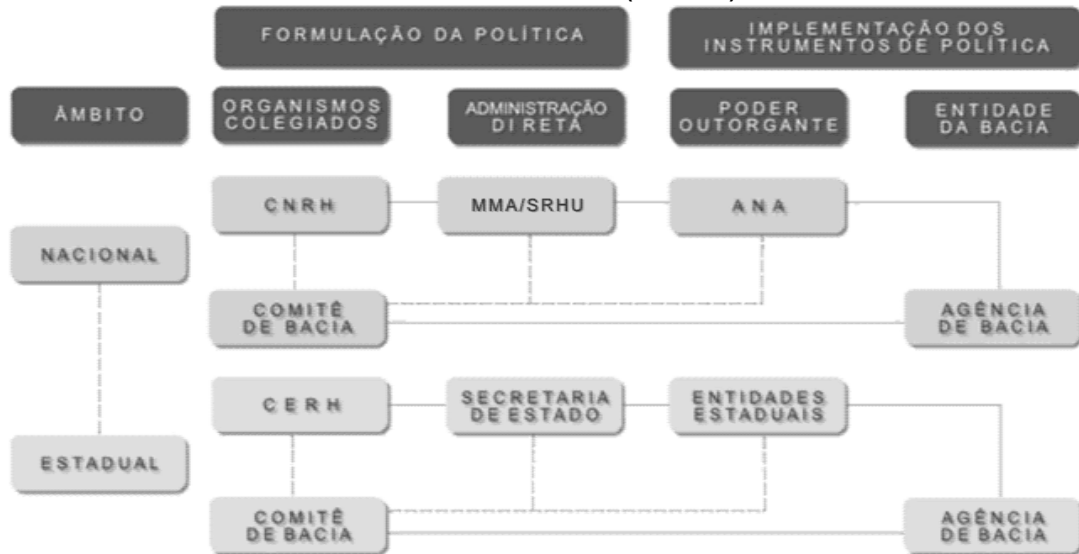 FORMULAÇÃO DA POLÍTICA
IMPLEMENTAÇÃO DOS
INSTRUMENTOS DE POLÍTICA
ÂMBITO
ORGANISMOS
COLEGIADOS
ADMINISTRAÇÃO
DIRETA
PODER
OUTORGANTE
ENTIDADE
DA BACIA
NACIONAL
CNRH
MMA/SRHU
ANA
COMITÊ
DE BACIA
AGÊNCIA
DE BACIA
ESTADUAL
CERH
SECRETARIA
DE ESTADO
ENTIDADES
ESTADUAIS
COMITÊ
DE BACIA
AGÊNCIA
DE BACIA